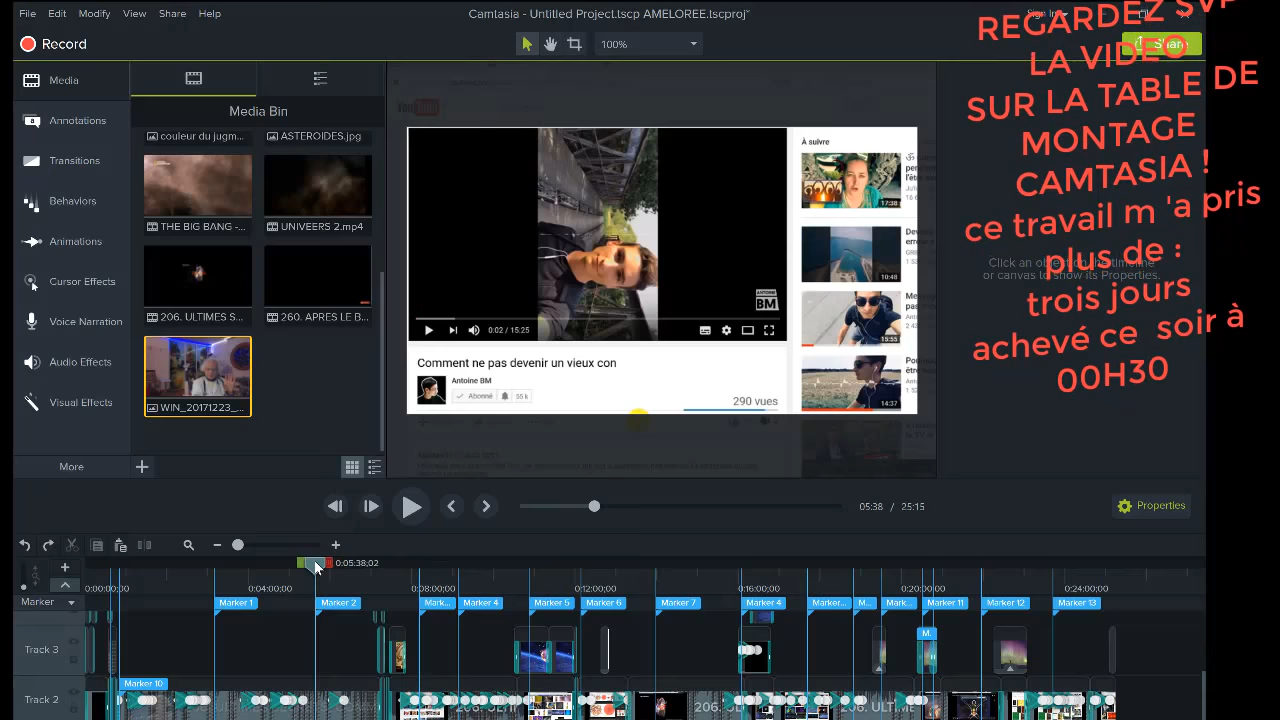 File Edit Modify View Share Help
Camtasia - Untitled Project.tscp AMELOREE.tscproj*
Record
100%
Share
REGARDEZ SVP
LA VIDEO
SUR LA TABLE DE
MONTAGE
CAMTASIA !
ce travail m 'a pris
plus de :
trois jours
achevé ce soir à
00H30
Media
Annotations
Transitions
Behaviors
Animations
Cursor Effects
Voice Narration
Audio Effects
Visual Effects
More
Media Bin
couleur du jugm... ASTEROIDES.jpg
THE BIG BANG -... UNIVEERS 2.mp4
206. ULTIMES S... 260. APRES LE B...
WIN_20171223_...
À suivre
17:38
10:48
15:55
14:37
ANTOINE
BM
0:02 / 15:25
Comment ne pas devenir un vieux con
Antoine BM
Abonné 55 k
290 vues
Click an object on the timeline
or canvas to show its Properties.
05:38 / 25:15
Properties
0:05:38;02
0:00:00;00 0:04:00;00 0:08:00;00 0:12:00;00 0:16:00;00 0:20:00;00 0:24:00;00
Marker Marker 1 Marker 2 Mark... Marker 4 Marker 5 Marker 6 Marker 7 Marker 4 Marker... M... Mark... Marker 11 Marker 12 Marker 13
Track 3
M.
Marker 10
Track 2